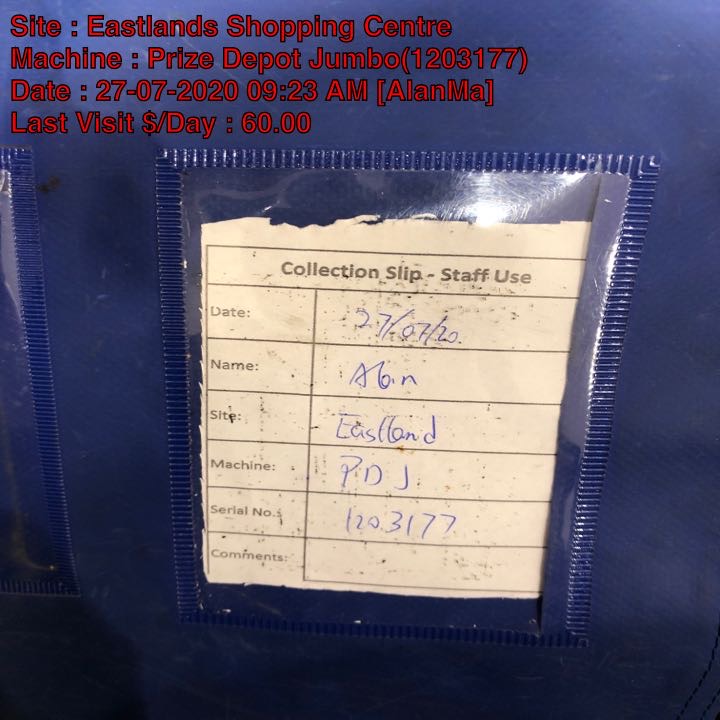 Site : Eastlands Shopping Centre
Machine : Prize Depot Jumbo(1203177)
Date : 27-07-2020 09:23 AM [AlanMa]
Last Visit $/Day : 60.00
Collection Slip - Staff Use
Date: 27/07/20.
Name: Alan
Site: Eastland
Machine: PDJ
Serial No.: 1203177
Comments: